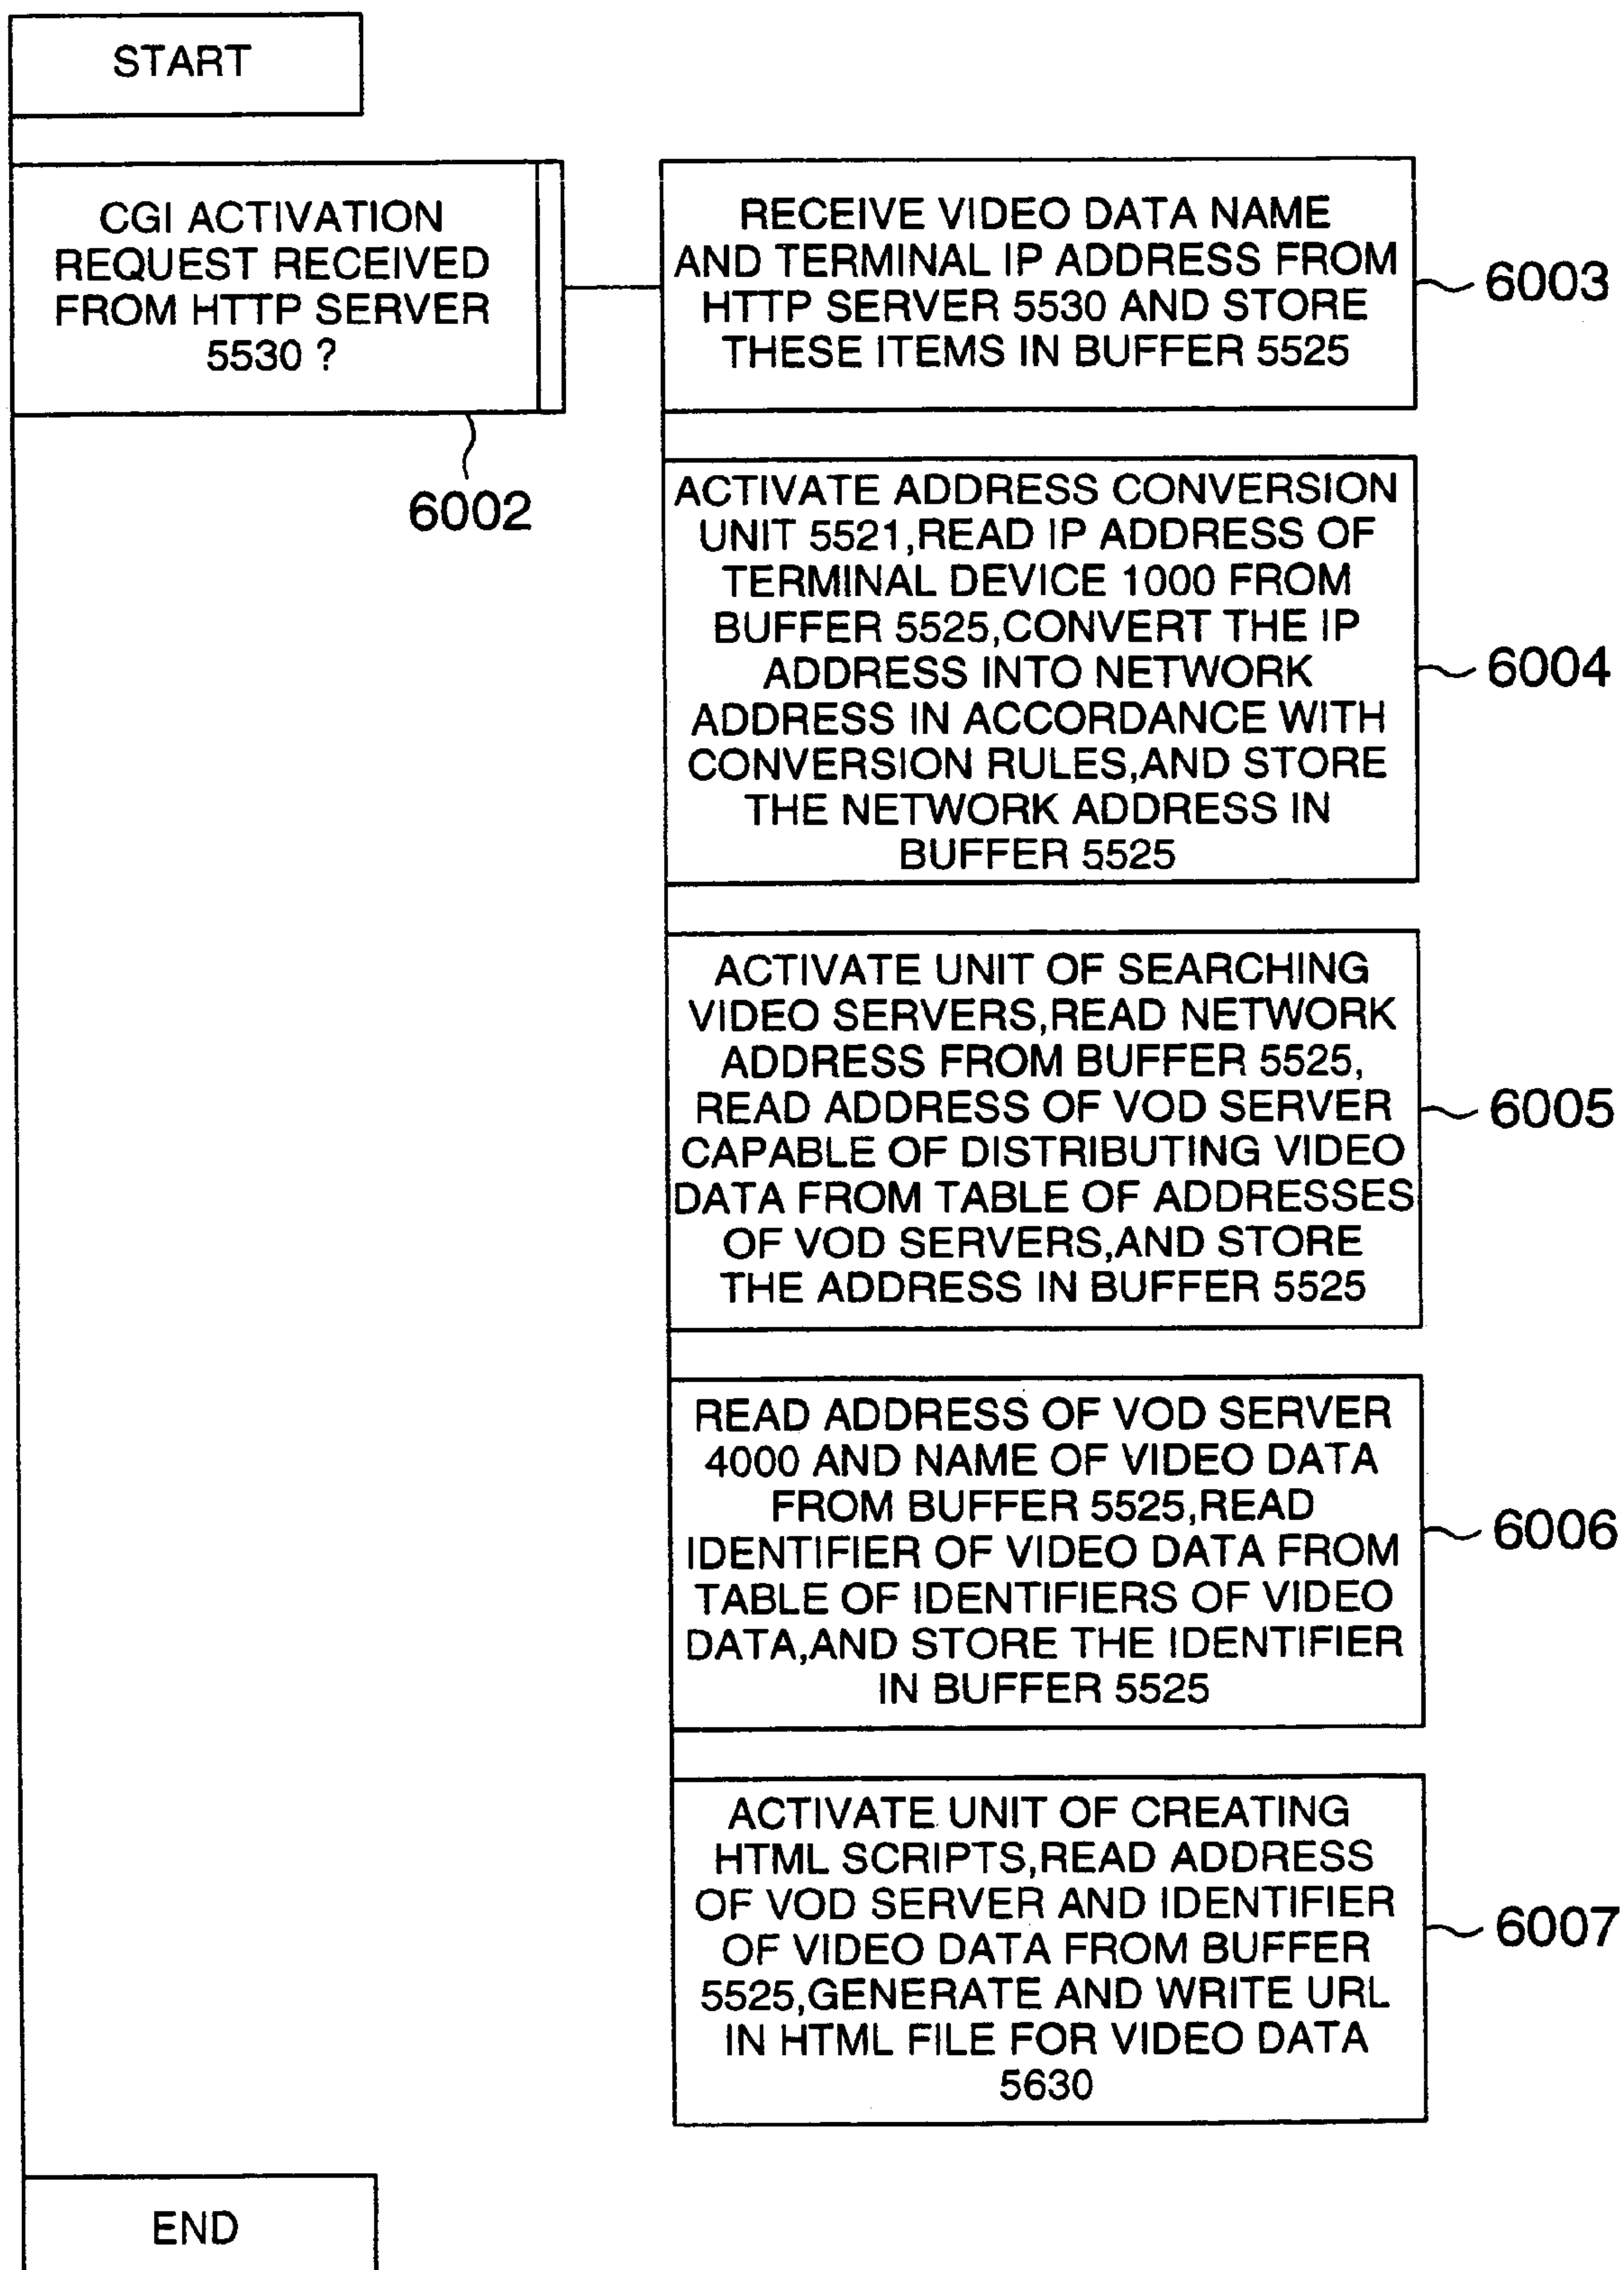 START
CGI ACTIVATION
REQUEST RECEIVED
FROM HTTP SERVER
5530 ?
6002
RECEIVE VIDEO DATA NAME
AND TERMINAL IP ADDRESS FROM
HTTP SERVER 5530 AND STORE
THESE ITEMS IN BUFFER 5525
6003
ACTIVATE ADDRESS CONVERSION
UNIT 5521,READ IP ADDRESS OF
TERMINAL DEVICE 1000 FROM
BUFFER 5525,CONVERT THE IP
ADDRESS INTO NETWORK
ADDRESS IN ACCORDANCE WITH
CONVERSION RULES,AND STORE
THE NETWORK ADDRESS IN
BUFFER 5525
6004
ACTIVATE UNIT OF SEARCHING
VIDEO SERVERS,READ NETWORK
ADDRESS FROM BUFFER 5525,
READ ADDRESS OF VOD SERVER
CAPABLE OF DISTRIBUTING VIDEO
DATA FROM TABLE OF ADDRESSES
OF VOD SERVERS,AND STORE
THE ADDRESS IN BUFFER 5525
6005
READ ADDRESS OF VOD SERVER
4000 AND NAME OF VIDEO DATA
FROM BUFFER 5525,READ
IDENTIFIER OF VIDEO DATA FROM
TABLE OF IDENTIFIERS OF VIDEO
DATA,AND STORE THE IDENTIFIER
IN BUFFER 5525
6006
ACTIVATE UNIT OF CREATING
HTML SCRIPTS,READ ADDRESS
OF VOD SERVER AND IDENTIFIER
OF VIDEO DATA FROM BUFFER
5525,GENERATE AND WRITE URL
IN HTML FILE FOR VIDEO DATA
5630
6007
END